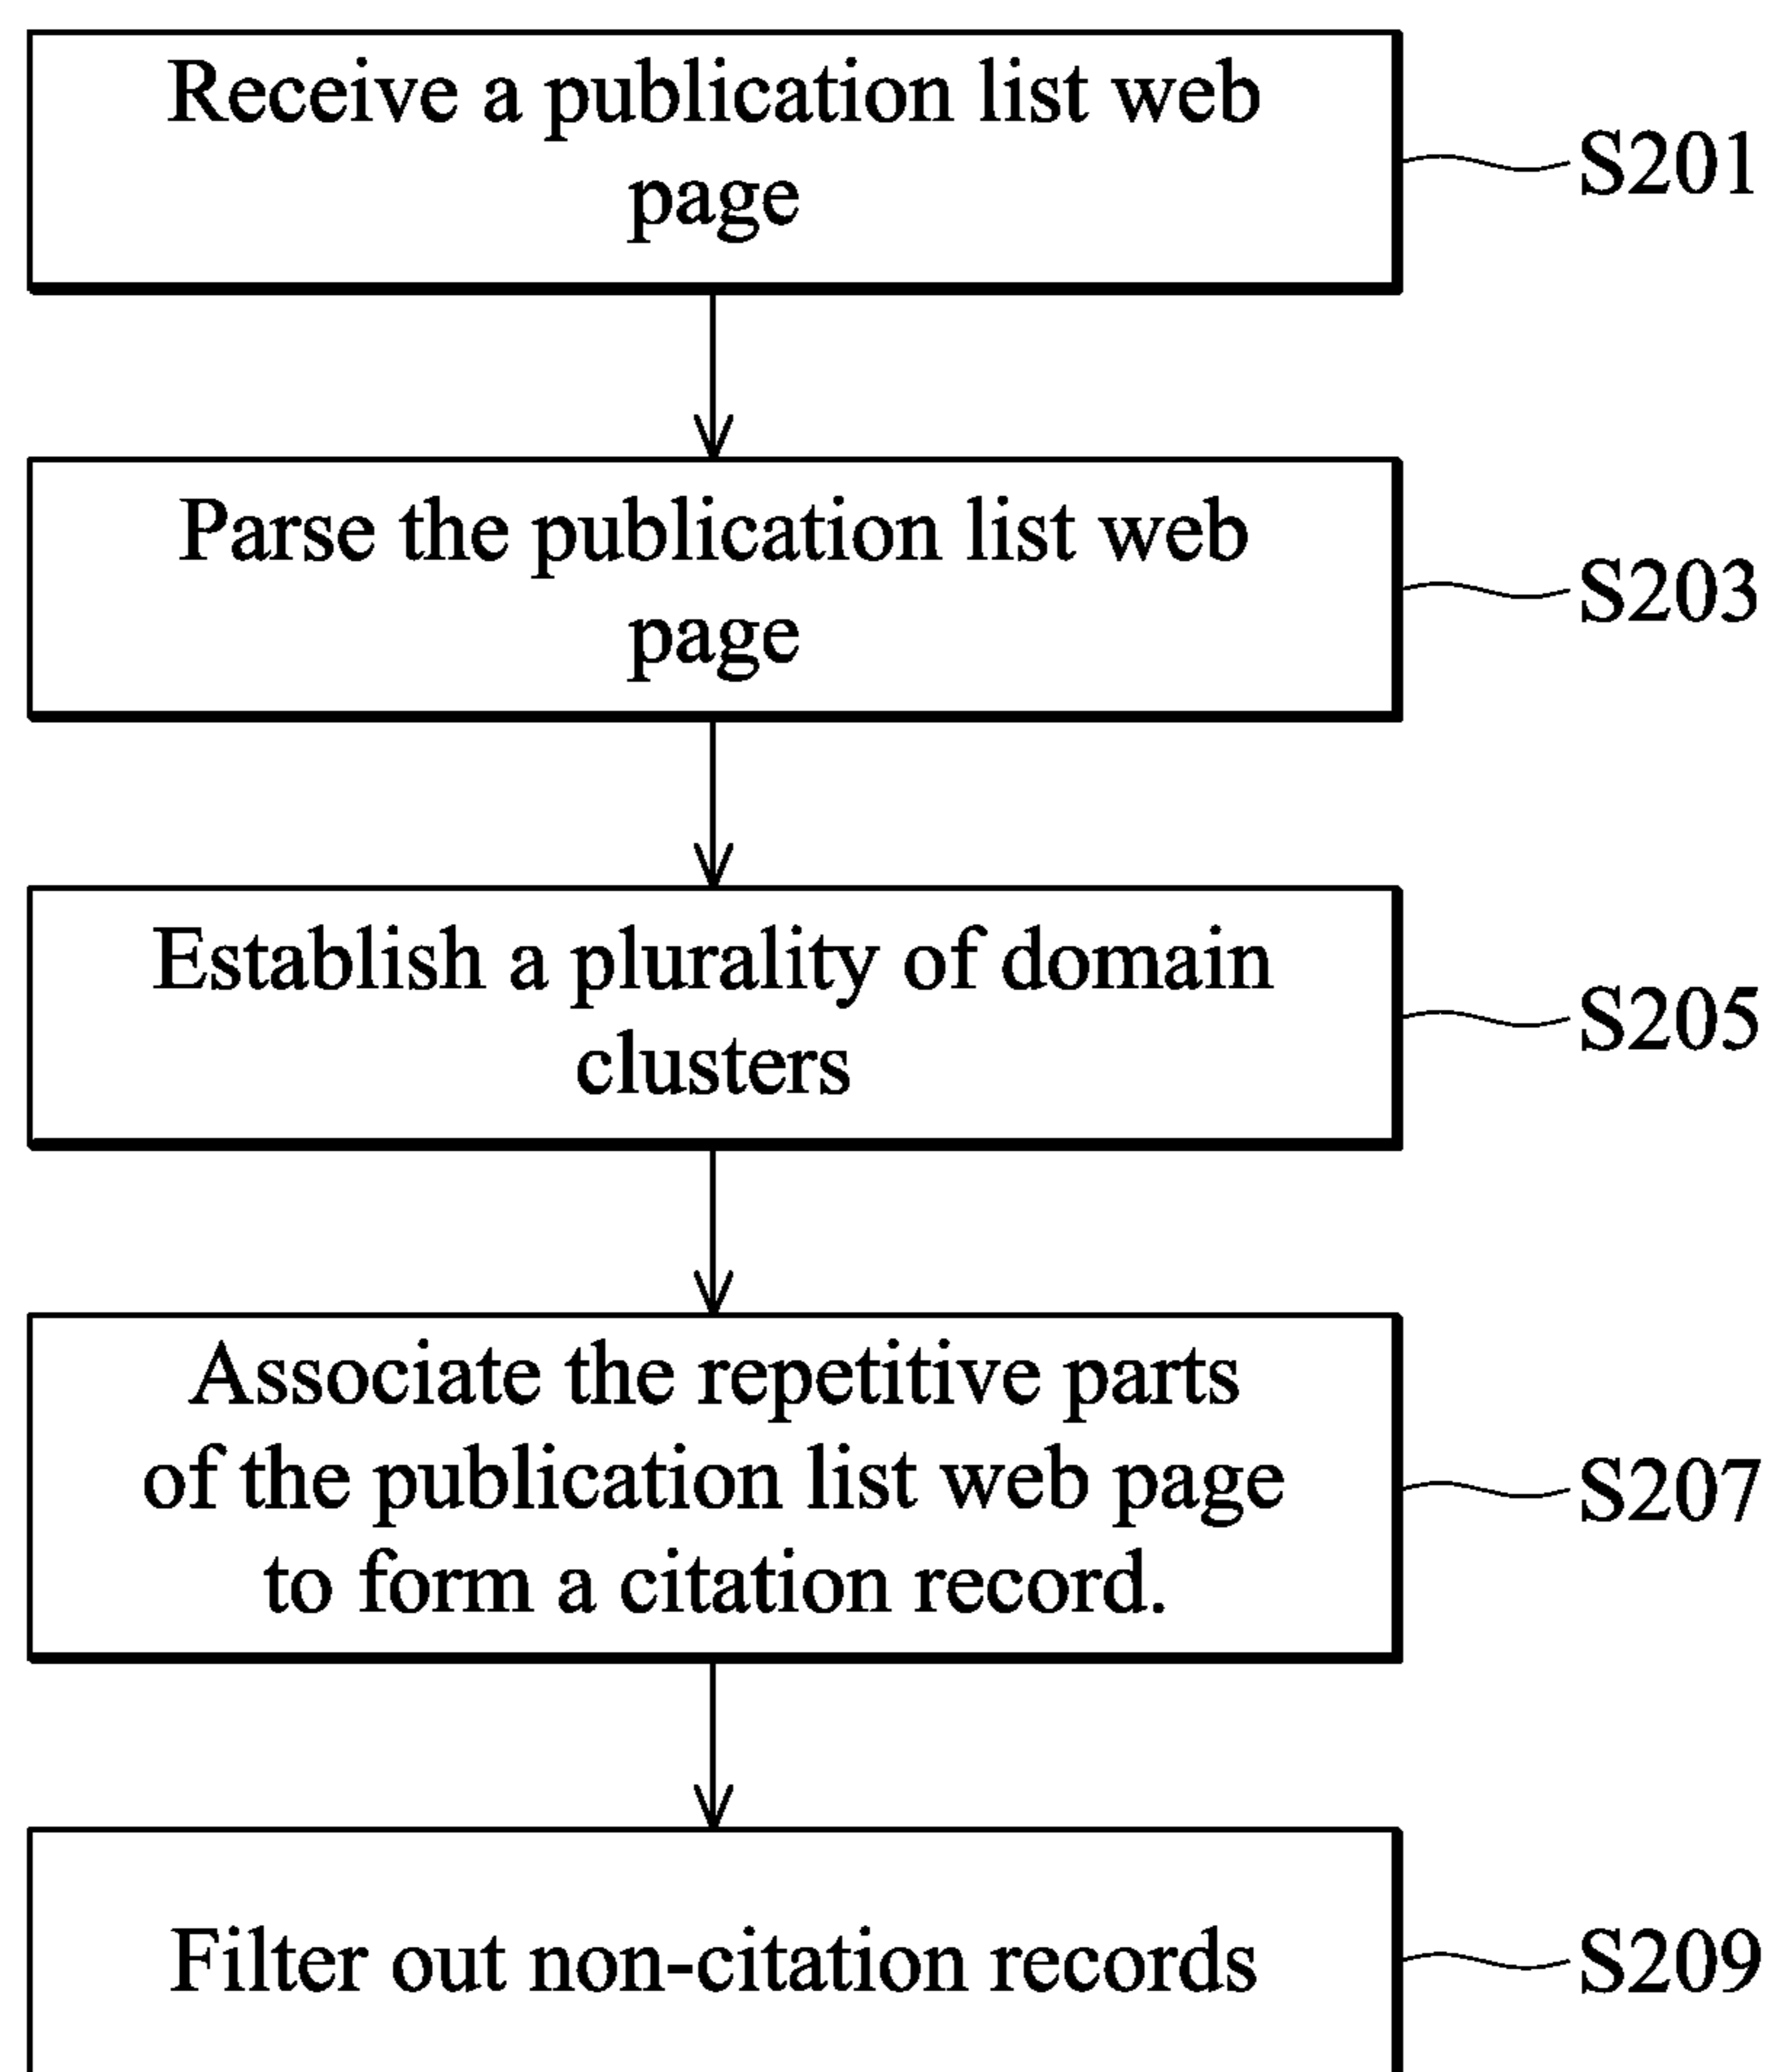 Receive a publication list web
page
S201
Parse the publication list web
page
S203
Establish a plurality of domain
clusters
S205
Associate the repetitive parts
of the publication list web page
to form a citation record.
S207
Filter out non-citation records
S209